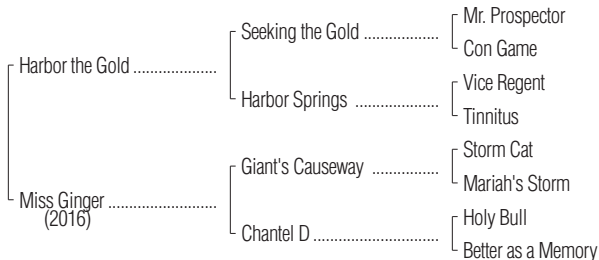 Mr. Prospector
Seeking the Gold ..................
Con Game
Harbor the Gold ....................
Vice Regent
Harbor Springs ....................
Tinnitus
Storm Cat
Giant's Causeway ................
Mariah's Storm
Miss Ginger ..........................
(2016)
Holy Bull
Chantel D ..............................
Better as a Memory